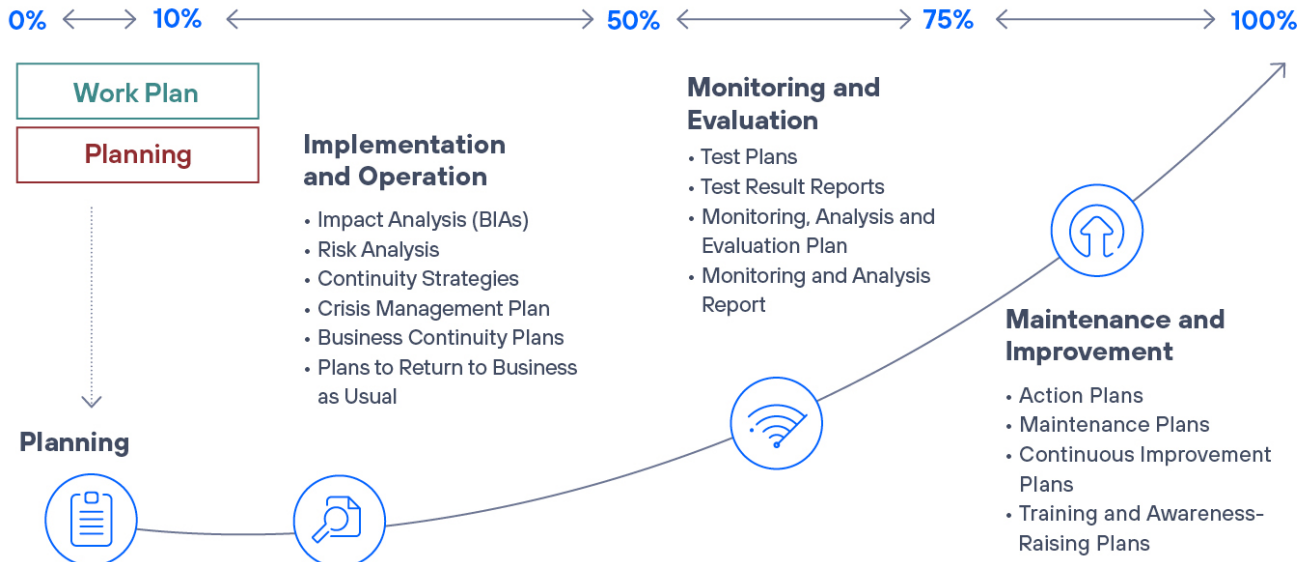 0% 10% 50% 75% 100%
Work Plan
Planning
Planning
Implementation
and Operation
• Impact Analysis (BIAs)
• Risk Analysis
• Continuity Strategies
• Crisis Management Plan
• Business Continuity Plans
• Plans to Return to Business
as Usual
Monitoring and
Evaluation
• Test Plans
• Test Result Reports
• Monitoring, Analysis and
Evaluation Plan
• Monitoring and Analysis
Report
Maintenance and
Improvement
• Action Plans
• Maintenance Plans
• Continuous Improvement
Plans
• Training and Awareness-
Raising Plans